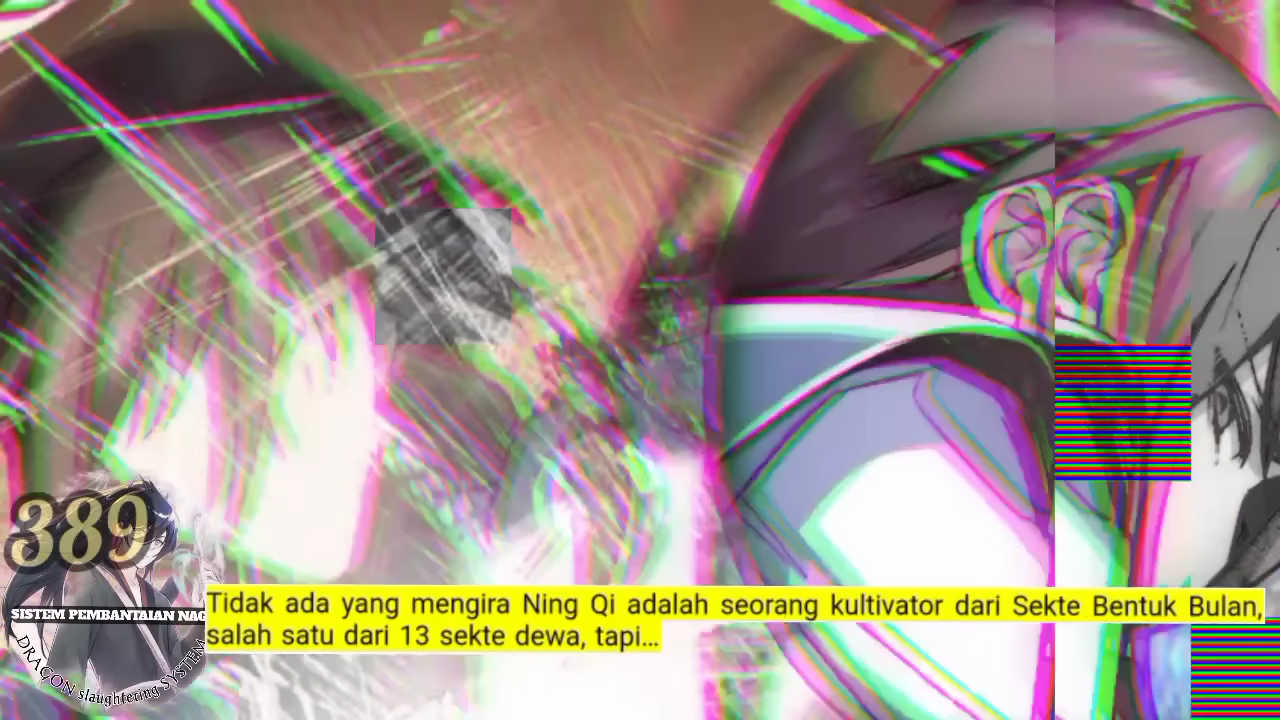 389
SISTEM PEMBANTAIAN NAG
DRAGON slaughtering SYSTEM
Tidak ada yang mengira Ning Qi adalah seorang kultivator dari Sekte Bentuk Bulan,
salah satu dari 13 sekte dewa, tapi...